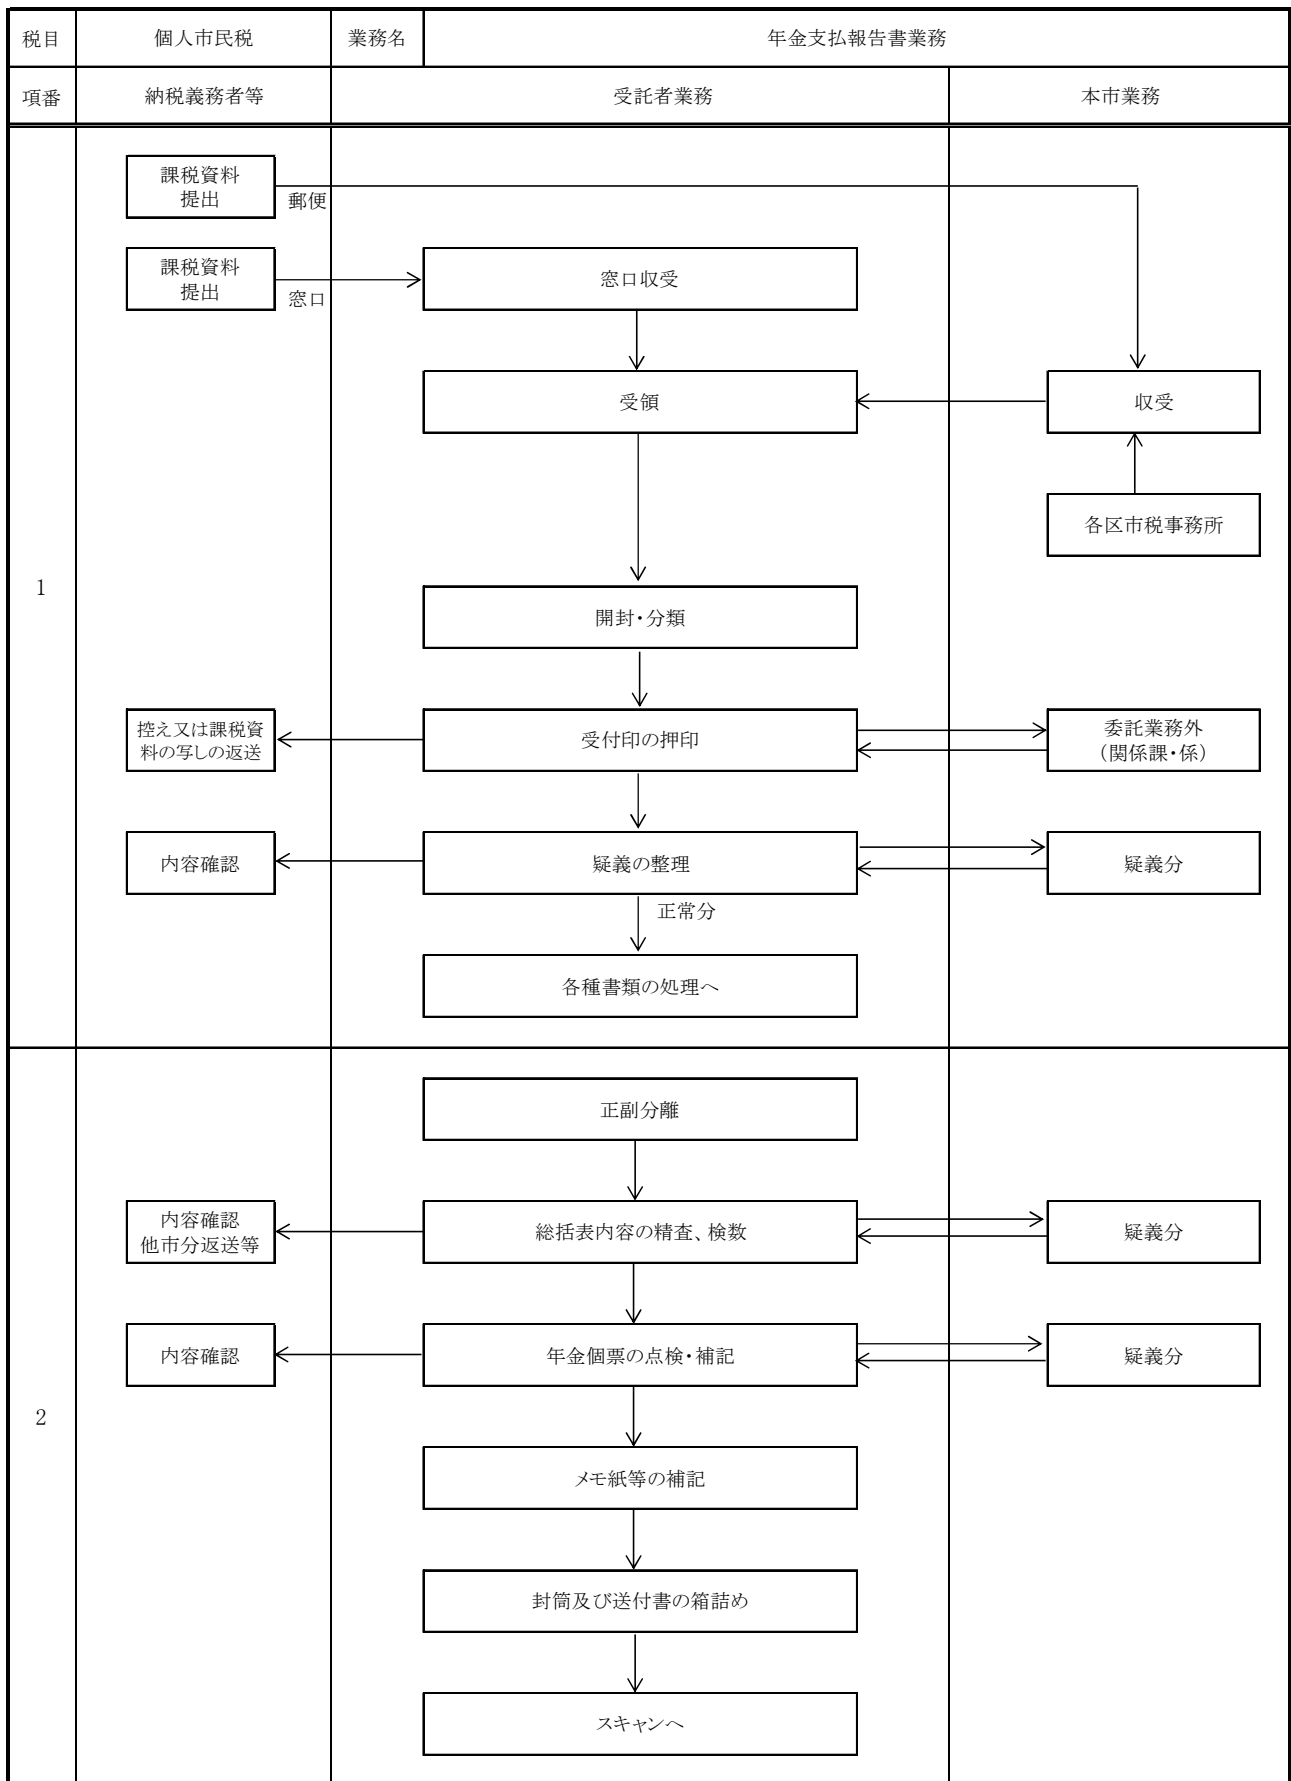 税目
個人市民税
業務名
年金支払報告書業務
項番
納税義務者等
受託者業務
本市業務
1
課税資料
提出
郵便
課税資料
提出
窓口
窓口収受
受領
収受
各区市税事務所
開封・分類
控え又は課税資
料の写しの返送
受付印の押印
委託業務外
（関係課・係）
内容確認
疑義の整理
疑義分
正常分
各種書類の処理へ
2
正副分離
内容確認
他市分返送等
総括表内容の精査、検数
疑義分
内容確認
年金個票の点検・補記
疑義分
メモ紙等の補記
封筒及び送付書の箱詰め
スキャンへ